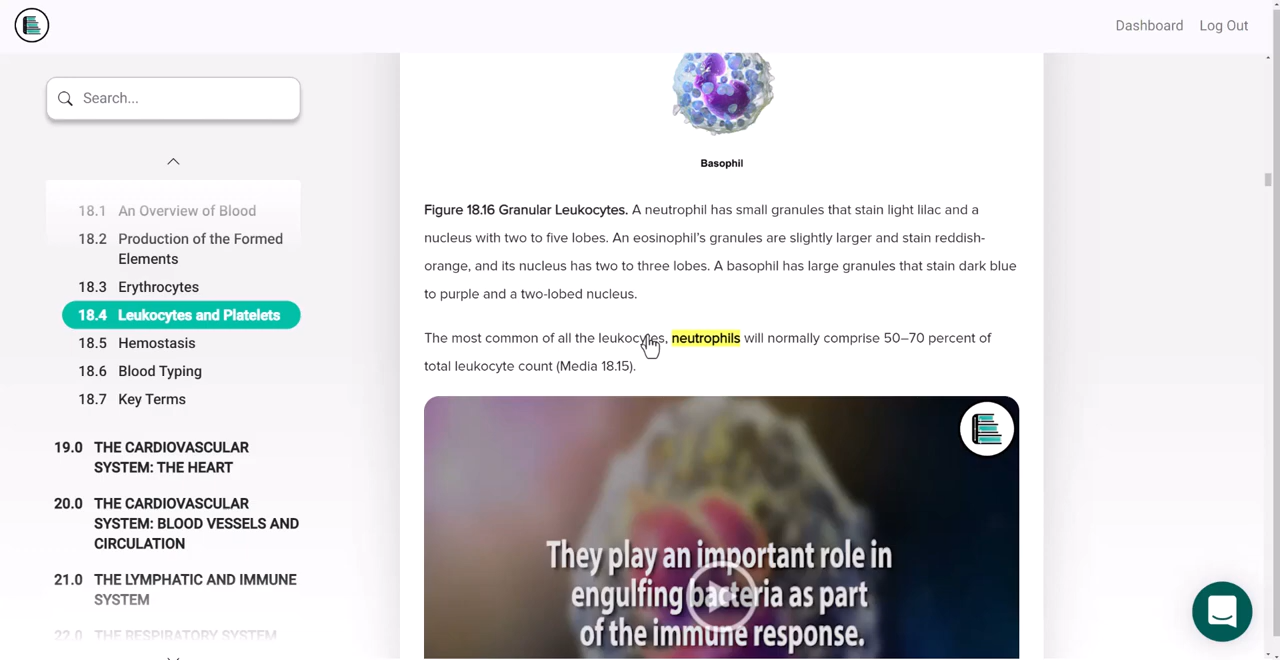 Dashboard Log Out
Search...
18.1 An Overview of Blood
18.2 Production of the Formed
Elements
18.3 Erythrocytes
18.4 Leukocytes and Platelets
18.5 Hemostasis
18.6 Blood Typing
18.7 Key Terms
19.0 THE CARDIOVASCULAR
SYSTEM: THE HEART
20.0 THE CARDIOVASCULAR
SYSTEM: BLOOD VESSELS AND
CIRCULATION
21.0 THE LYMPHATIC AND IMMUNE
SYSTEM
22.0 THE RESPIRATORY SYSTEM
Basophil
Figure 18.16 Granular Leukocytes. A neutrophil has small granules that stain light lilac and a
nucleus with two to five lobes. An eosinophil’s granules are slightly larger and stain reddish-
orange, and its nucleus has two to three lobes. A basophil has large granules that stain dark blue
to purple and a two-lobed nucleus.
The most common of all the leukocytes, neutrophils will normally comprise 50–70 percent of
total leukocyte count (Media 18.15).
They play an important role in
engulfing bacteria as part
of the immune response.